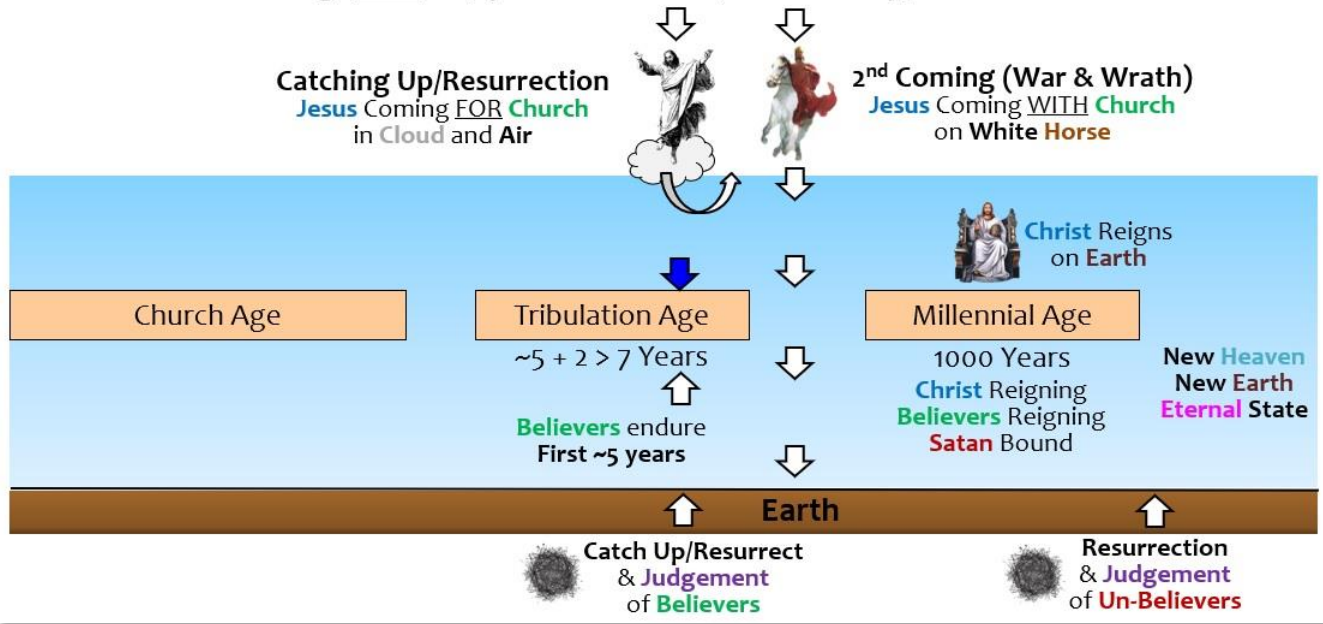 Catching Up/Resurrection
Jesus Coming FOR Church
in Cloud and Air
2nd Coming (War & Wrath)
Jesus Coming WITH Church
on White Horse
Christ Reigns
on Earth
Church Age
Tribulation Age
Millennial Age
~5 + 2 > 7 Years
1000 Years
Christ Reigning
Believers Reigning
Satan Bound
New Heaven
New Earth
Eternal State
Believers endure
First ~5 years
Earth
Catch Up/Resurrect
& Judgement
of Believers
Resurrection
& Judgement
of Un-Believers